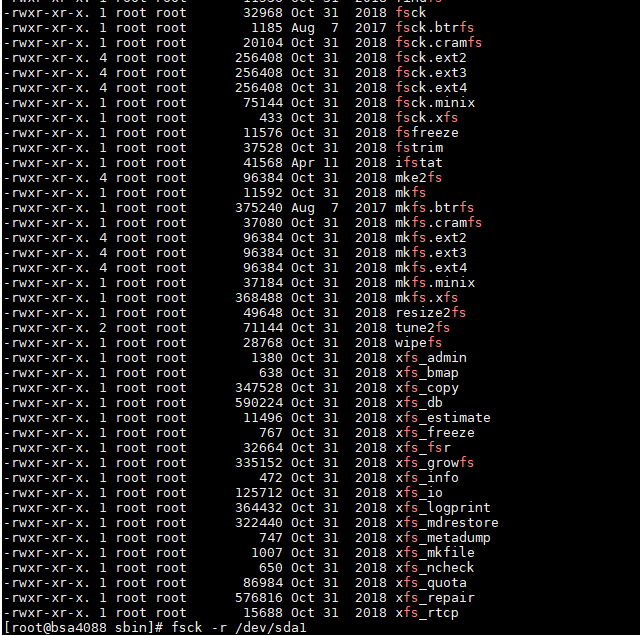 -rwxr-xr-x. 1 root root 32968 Oct 31 2018 fsck
-rwxr-xr-x. 1 root root 1185 Aug 7 2017 fsck.btrfs
-rwxr-xr-x. 1 root root 20104 Oct 31 2018 fsck.cramfs
-rwxr-xr-x. 4 root root 256408 Oct 31 2018 fsck.ext2
-rwxr-xr-x. 4 root root 256408 Oct 31 2018 fsck.ext3
-rwxr-xr-x. 4 root root 256408 Oct 31 2018 fsck.ext4
-rwxr-xr-x. 1 root root 75144 Oct 31 2018 fsck.minix
-rwxr-xr-x. 1 root root 433 Oct 31 2018 fsck.xfs
-rwxr-xr-x. 1 root root 11576 Oct 31 2018 fsfreeze
-rwxr-xr-x. 1 root root 37528 Oct 31 2018 fstrim
-rwxr-xr-x. 1 root root 41568 Apr 11 2018 ifstat
-rwxr-xr-x. 4 root root 96384 Oct 31 2018 mke2fs
-rwxr-xr-x. 1 root root 11592 Oct 31 2018 mkfs
-rwxr-xr-x. 1 root root 375240 Aug 7 2017 mkfs.btrfs
-rwxr-xr-x. 1 root root 37080 Oct 31 2018 mkfs.cramfs
-rwxr-xr-x. 4 root root 96384 Oct 31 2018 mkfs.ext2
-rwxr-xr-x. 4 root root 96384 Oct 31 2018 mkfs.ext3
-rwxr-xr-x. 4 root root 96384 Oct 31 2018 mkfs.ext4
-rwxr-xr-x. 1 root root 37184 Oct 31 2018 mkfs.minix
-rwxr-xr-x. 1 root root 368488 Oct 31 2018 mkfs.xfs
-rwxr-xr-x. 1 root root 49648 Oct 31 2018 resize2fs
-rwxr-xr-x. 2 root root 71144 Oct 31 2018 tune2fs
-rwxr-xr-x. 1 root root 28768 Oct 31 2018 wipefs
-rwxr-xr-x. 1 root root 1380 Oct 31 2018 xfs_admin
-rwxr-xr-x. 1 root root 638 Oct 31 2018 xfs_bmap
-rwxr-xr-x. 1 root root 347528 Oct 31 2018 xfs_copy
-rwxr-xr-x. 1 root root 590224 Oct 31 2018 xfs_db
-rwxr-xr-x. 1 root root 11496 Oct 31 2018 xfs_estimate
-rwxr-xr-x. 1 root root 767 Oct 31 2018 xfs_freeze
-rwxr-xr-x. 1 root root 32664 Oct 31 2018 xfs_fsr
-rwxr-xr-x. 1 root root 335152 Oct 31 2018 xfs_growfs
-rwxr-xr-x. 1 root root 472 Oct 31 2018 xfs_info
-rwxr-xr-x. 1 root root 125712 Oct 31 2018 xfs_io
-rwxr-xr-x. 1 root root 364432 Oct 31 2018 xfs_logprint
-rwxr-xr-x. 1 root root 322440 Oct 31 2018 xfs_mdrestore
-rwxr-xr-x. 1 root root 747 Oct 31 2018 xfs_metadump
-rwxr-xr-x. 1 root root 1007 Oct 31 2018 xfs_mkfile
-rwxr-xr-x. 1 root root 650 Oct 31 2018 xfs_ncheck
-rwxr-xr-x. 1 root root 86984 Oct 31 2018 xfs_quota
-rwxr-xr-x. 1 root root 576816 Oct 31 2018 xfs_repair
-rwxr-xr-x. 1 root root 15688 Oct 31 2018 xfs_rtcp
[root@bsa4088 sbin]# fsck -r /dev/sda1